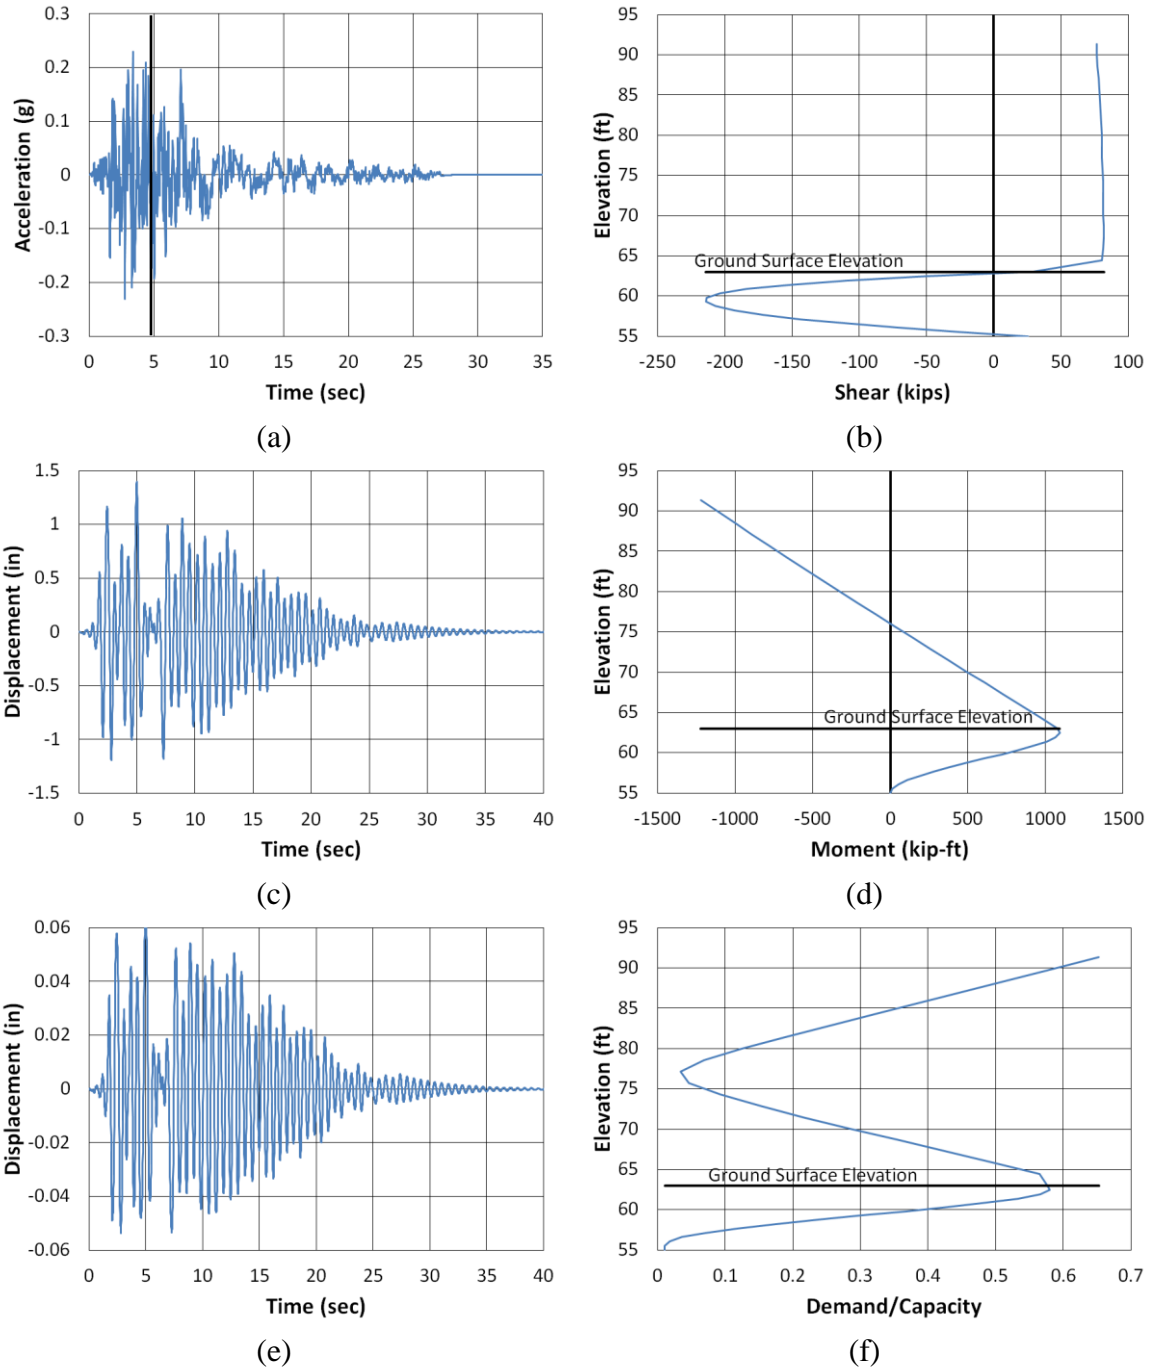 0.3
0.2
0.1
0
-0.1
-0.2
-0.3
Acceleration (g)
0 5 10 15 20 25 30 35
Time (sec)
(a)
95
90
85
80
75
70
65
60
55
Elevation (ft)
Ground Surface Elevation
-250 -200 -150 -100 -50 0 50 100
Shear (kips)
(b)
1.5
1
0.5
0
-0.5
-1
-1.5
Displacement (in)
0 5 10 15 20 25 30 35 40
Time (sec)
(c)
95
90
85
80
75
70
65
60
55
Elevation (ft)
Ground Surface Elevation
-1500 -1000 -500 0 500 1000 1500
Moment (kip-ft)
(d)
0.06
0.04
0.02
0
-0.02
-0.04
-0.06
Displacement (in)
0 5 10 15 20 25 30 35 40
Time (sec)
(e)
95
90
85
80
75
70
65
60
55
Elevation (ft)
Ground Surface Elevation
0 0.1 0.2 0.3 0.4 0.5 0.6 0.7
Demand/Capacity
(f)